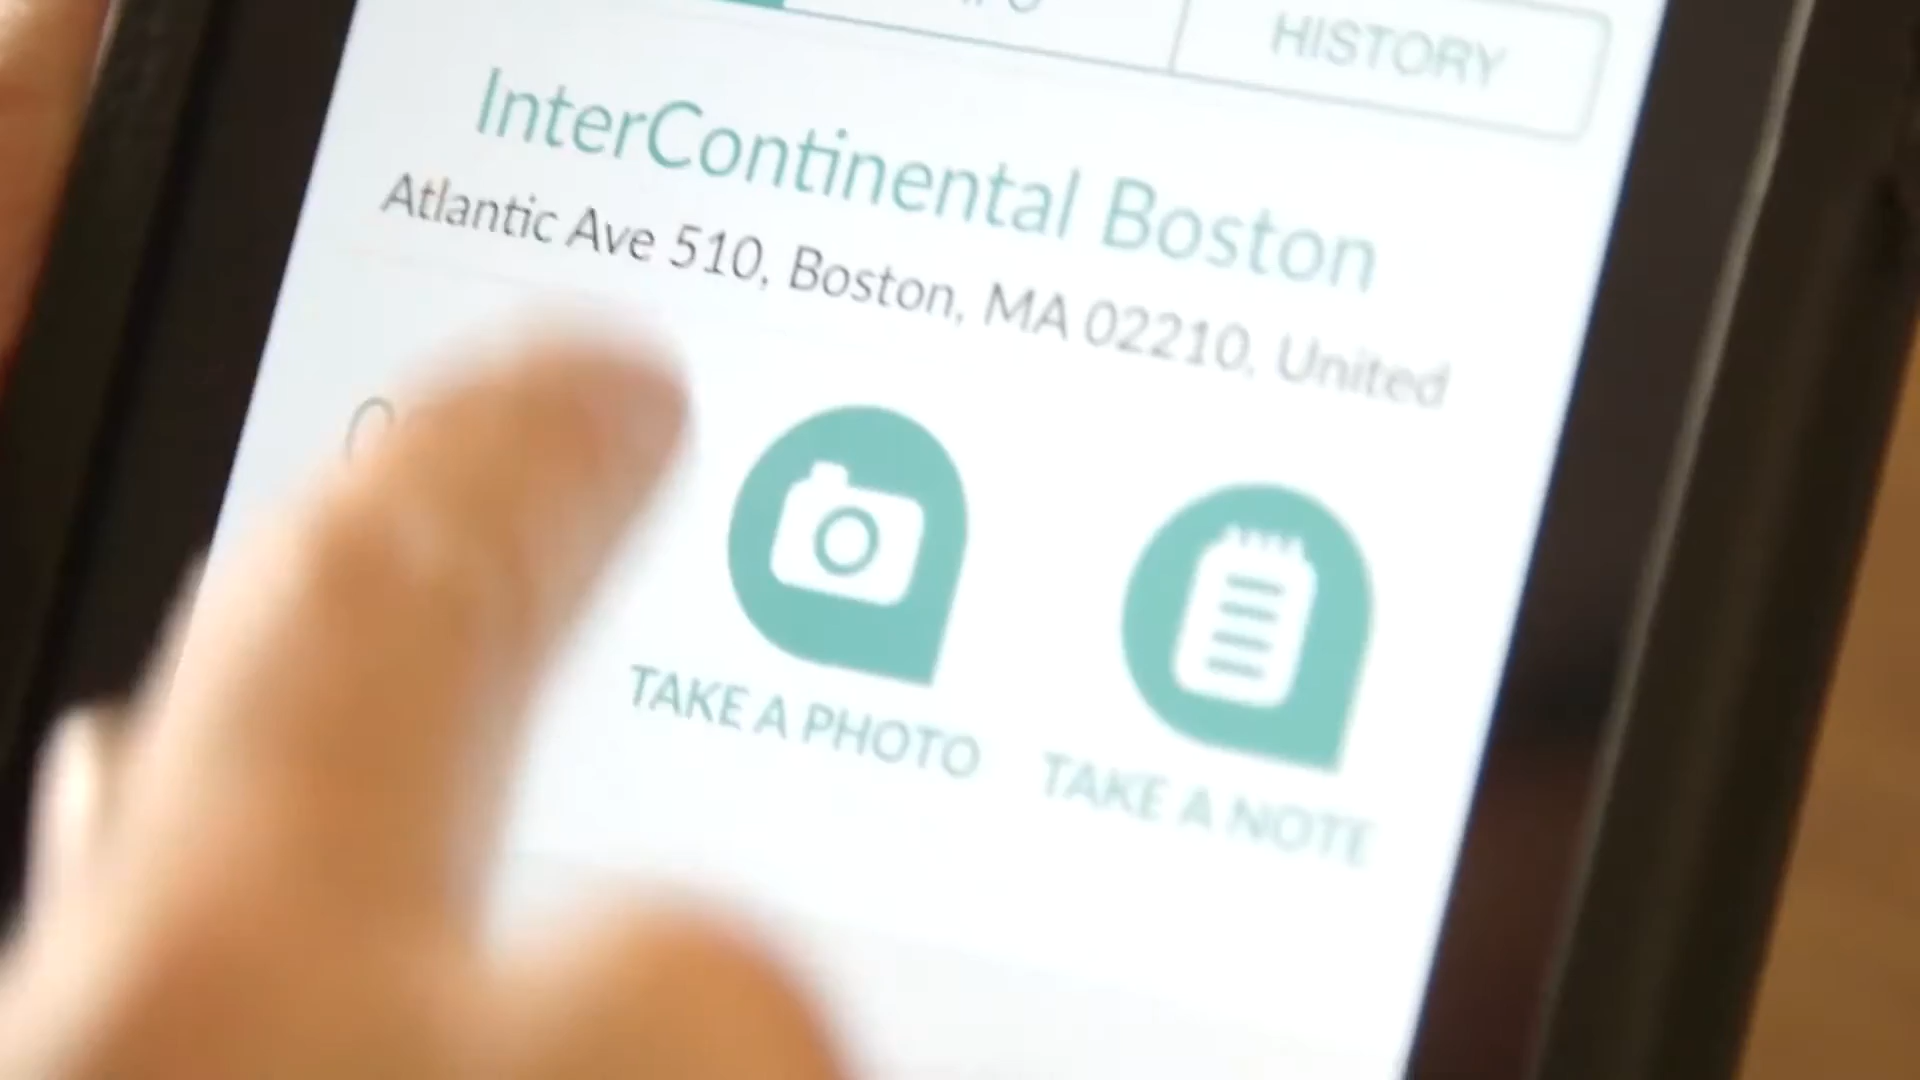 HISTORY
InterContinental Boston
Atlantic Ave 510, Boston, MA 02210, United
TAKE A PHOTO
TAKE A NOTE